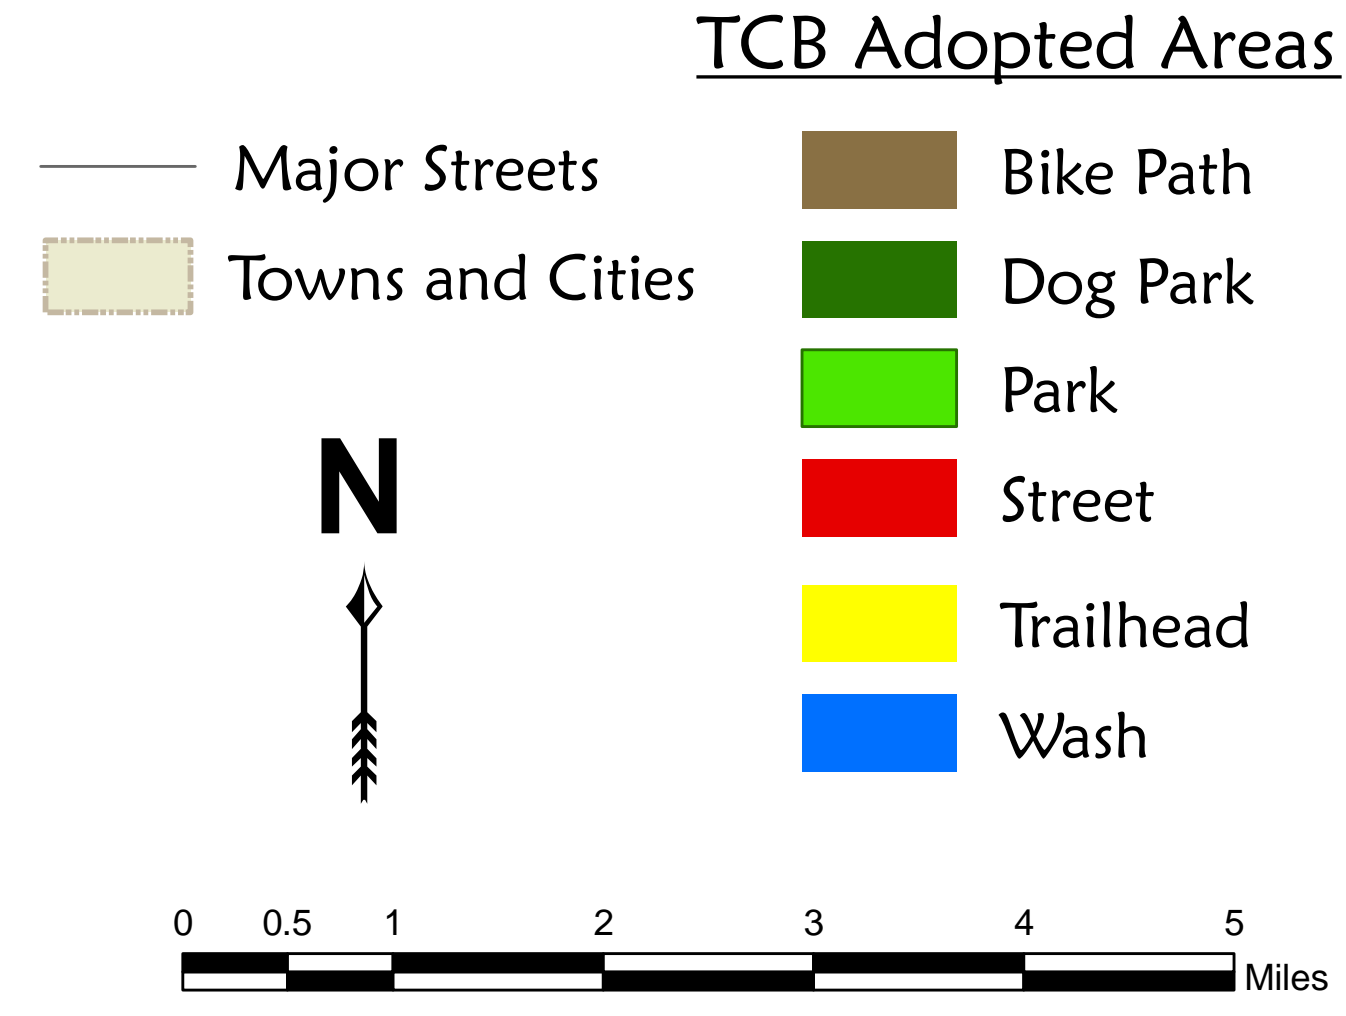 TCB Adopted Areas
Major Streets
Towns and Cities
Bike Path
Dog Park
Park
Street
Trailhead
Wash
N
0 0.5 1 2 3 4 5
Miles